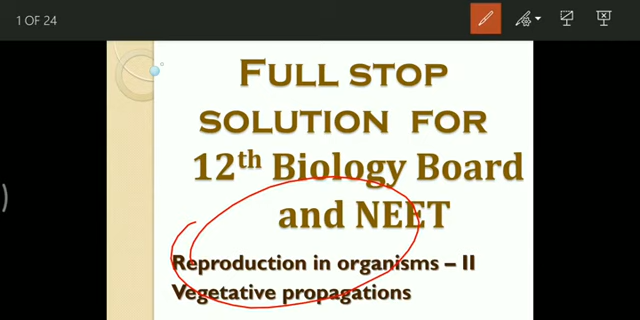 1 OF 24
FULL STOP
SOLUTION FOR
12th Biology Board
and NEET
Reproduction in organisms – II
Vegetative propagations